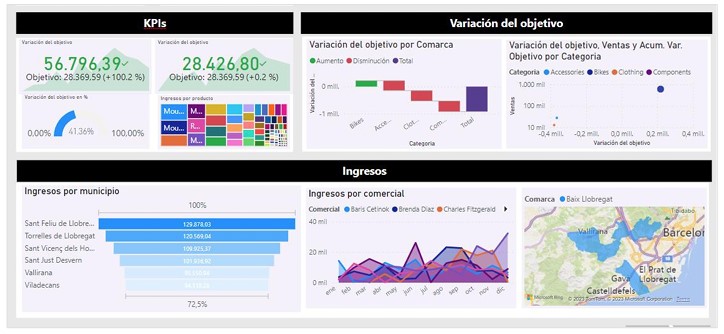 KPIs
Variación del objetivo
56.796,39
Objetivo: 28.369.59 (+100.2 %)
Variación del objetivo
28.426,80
Objetivo: 28.369.59 (+0.2 %)
Variación del objetivo en %
0.00%
41.36%
100.00%
Ingresos por producto
Mou...
M...
Mou...
R...
Variación del objetivo
Variación del objetivo por Comarca
Aumento Disminución Total
Variación del ...
0 mill.
-1 mill.
Bikes
Acce...
Clot...
Com...
Total
Categoria
Variación del objetivo, Ventas y Acum. Var.
Objetivo por Categoria
Categoria Accessories Bikes Clothing Components
Ventas
1.000 mil
100 mil
10 mil
-0,4 mil.
-0,2 mil.
0,0 mil.
0,2 mil.
0,4 mil.
Variación del objetivo
Ingresos
Ingresos por municipio
100%
Sant Feliu de Llobre...
129.878,03
Torrelles de Llobregat
120.569,04
Sant Vicenç dels Ho...
109.025,37
Sant Just Desvern
Vallirana
Viladecans
72,5%
Ingresos por comercial
Comercial Baris Cetinok Brenda Diaz Charles Fitzgerald
40 mil
20 mil
0 mil
ene
feb
mar
abr
may
jun
jul
ago
sep
oct
nov
dic
Comarca Baix Llobregat
Tibidabo
Vallirana
Barcelon
El Prat de
Llobregat
Gava
Castelldefels
Microsoft Bing
© 2023 TomTom, © 2023 Microsoft Corporation Terms